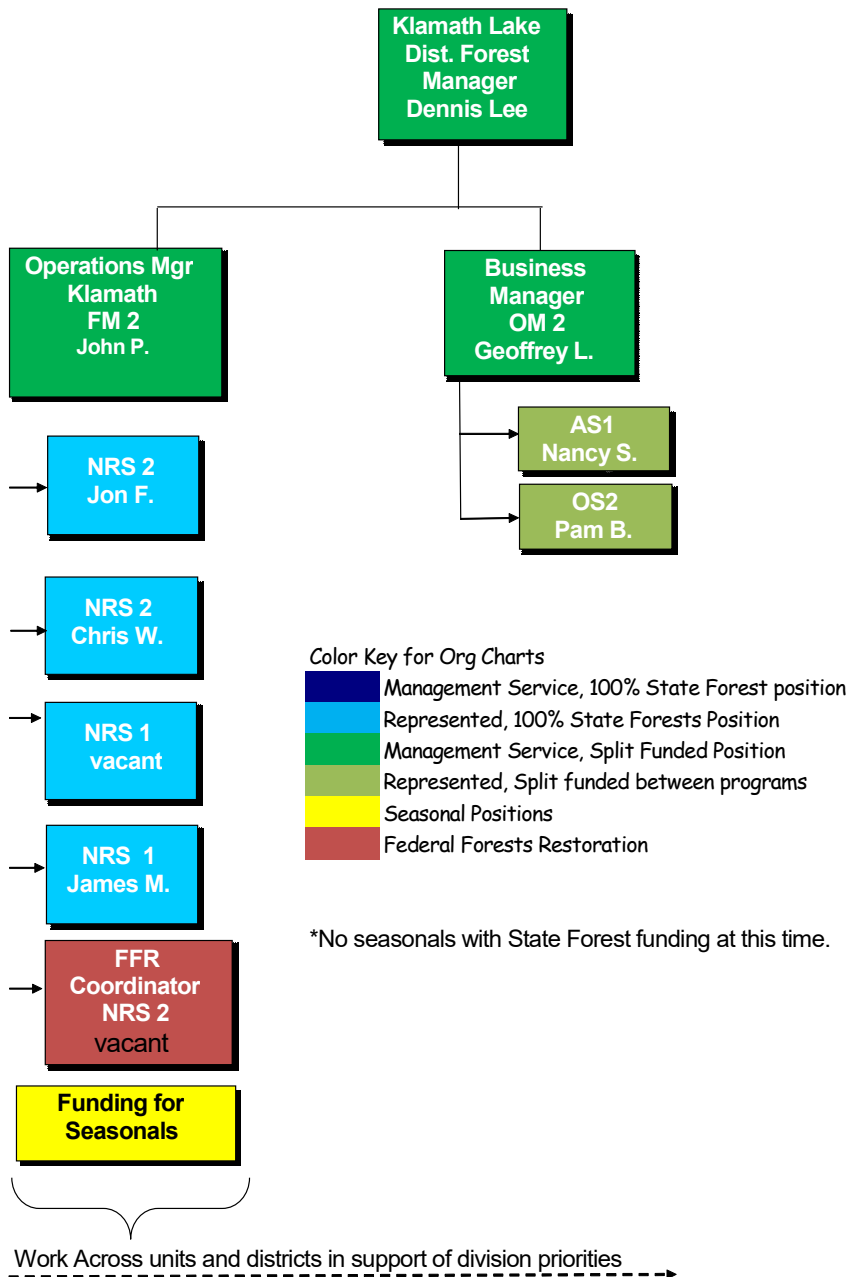 Klamath Lake
Dist. Forest
Manager
Dennis Lee
Operations Mgr
Klamath
FM 2
John P.
Business
Manager
OM 2
Geoffrey L.
AS1
Nancy S.
OS2
Pam B.
NRS 2
Jon F.
NRS 2
Chris W.
NRS 1
vacant
NRS 1
James M.
FFR
Coordinator
NRS 2
vacant
Funding for
Seasonals
Color Key for Org Charts
Management Service, 100% State Forest position
Represented, 100% State Forests Position
Management Service, Split Funded Position
Represented, Split funded between programs
Seasonal Positions
Federal Forests Restoration
*No seasonals with State Forest funding at this time.
Work Across units and districts in support of division priorities